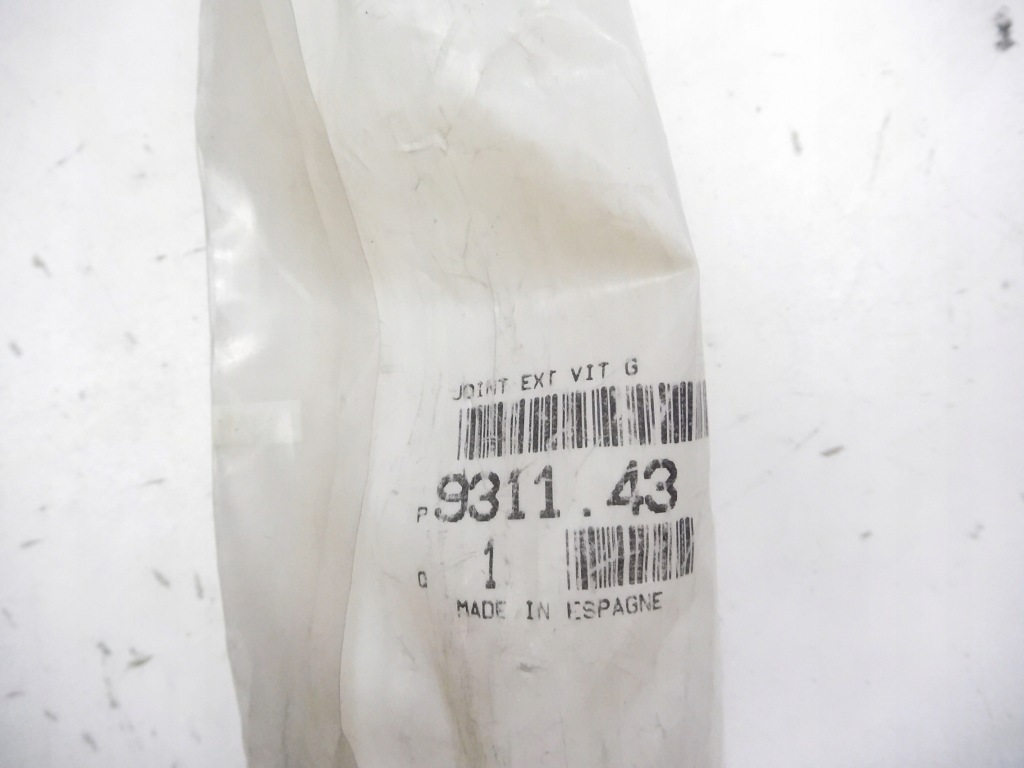 JOINT EXT VIT G
P 9311.43
Q 1
MADE IN ESPAGNE